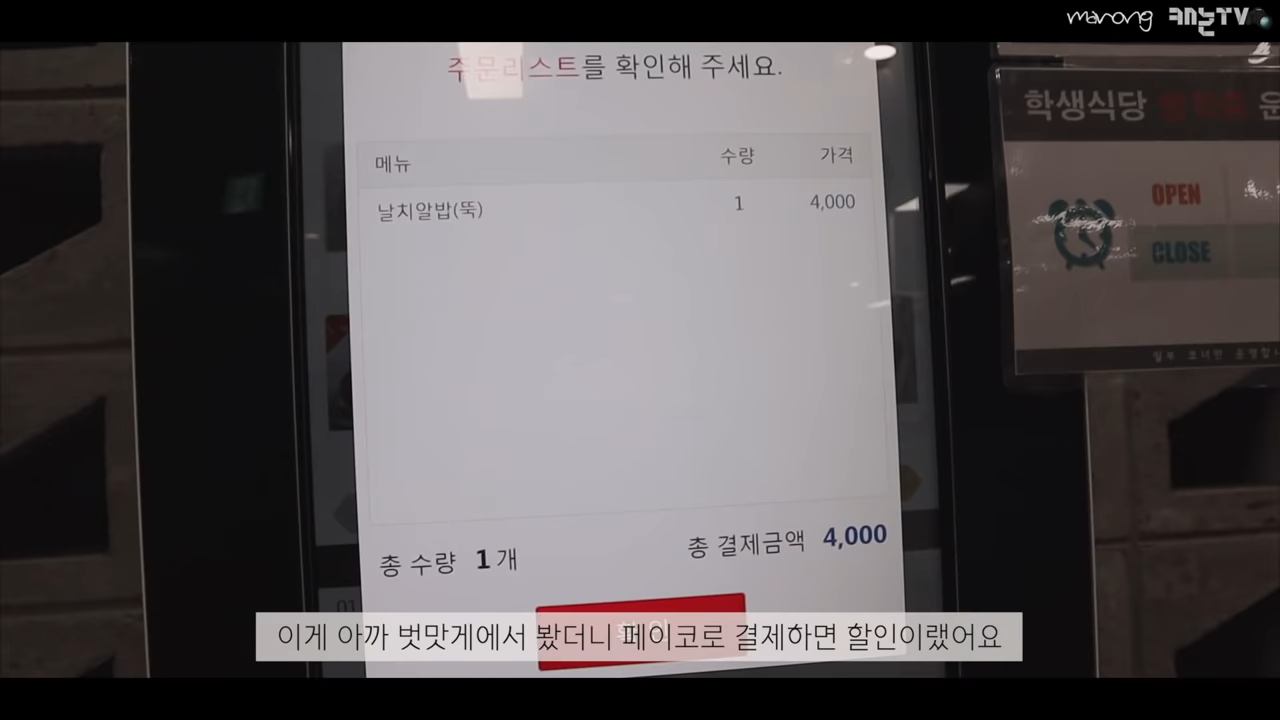 marong 캐논TV
주문리스트를 확인해 주세요.
메뉴 수량 가격
날치알밥(뚝) 1 4,000
총 수량 1개 총 결제금액 4,000
학생식당
OPEN
CLOSE
이게 아까 벗맛게에서 봤더니 페이코로 결제하면 할인이랬어요